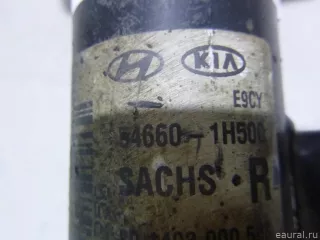 KIA
E9CY
54660-1H500
SACHS · R
eaural.ru